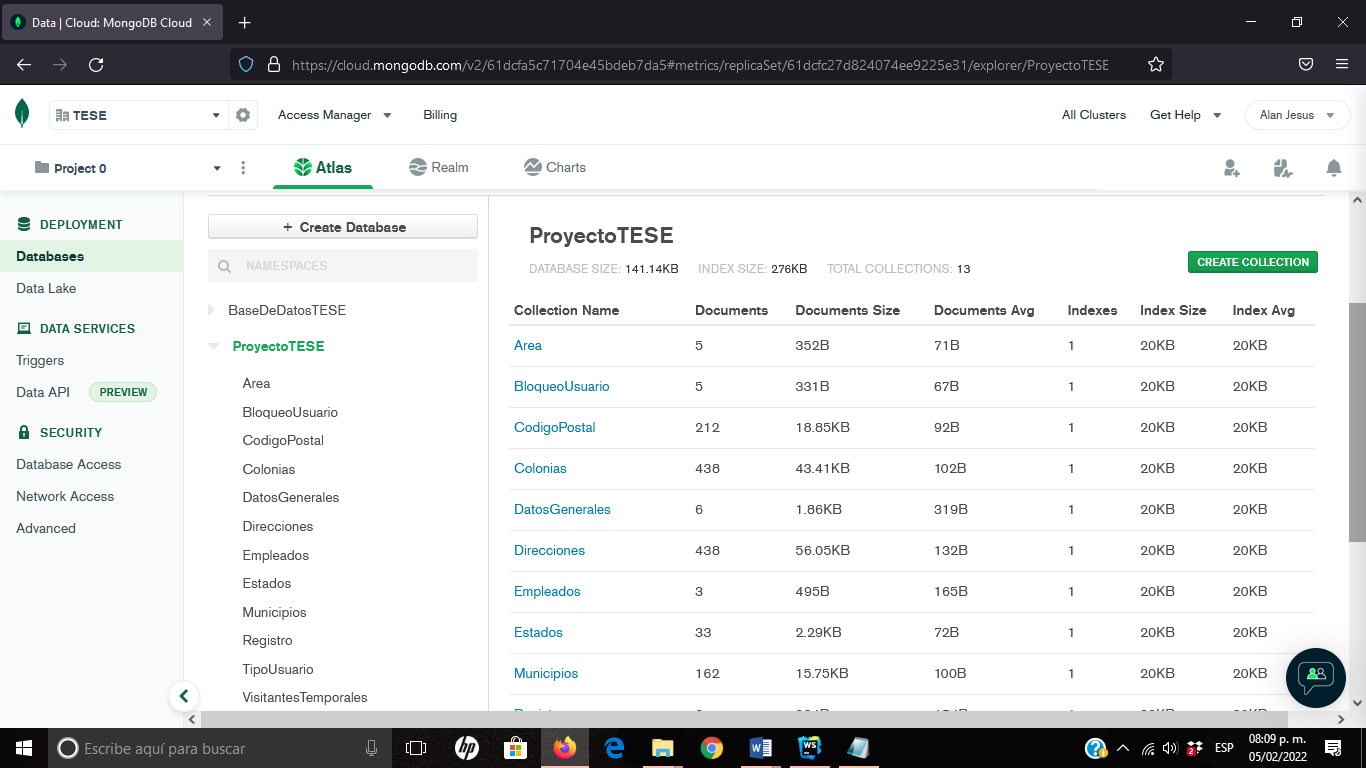 Data | Cloud: MongoDB Cloud
https://cloud.mongodb.com/v2/61dcfa5c71704e45bdeb7da5#metrics/replicaSet/61dcfc27d824074ee9225e31/explorer/ProyectoTESE
TESE
Access Manager
Billing
All Clusters
Get Help
Alan Jesus
Project 0
Atlas
Realm
Charts
DEPLOYMENT
Databases
Data Lake
DATA SERVICES
Triggers
Data API PREVIEW
SECURITY
Database Access
Network Access
Advanced
+ Create Database
NAMESPACES
BaseDeDatosTESE
ProyectoTESE
Area
BloqueoUsuario
CodigoPostal
Colonias
DatosGenerales
Direcciones
Empleados
Estados
Municipios
Registro
TipoUsuario
VisitantesTemporales
ProyectoTESE
DATABASE SIZE: 141.14KB INDEX SIZE: 276KB TOTAL COLLECTIONS: 13
CREATE COLLECTION
Collection Name Documents Documents Size Documents Avg Indexes Index Size Index Avg
Area 5 352B 71B 1 20KB 20KB
BloqueoUsuario 5 331B 67B 1 20KB 20KB
CodigoPostal 212 18.85KB 92B 1 20KB 20KB
Colonias 438 43.41KB 102B 1 20KB 20KB
DatosGenerales 6 1.86KB 319B 1 20KB 20KB
Direcciones 438 56.05KB 132B 1 20KB 20KB
Empleados 3 495B 165B 1 20KB 20KB
Estados 33 2.29KB 72B 1 20KB 20KB
Municipios 162 15.75KB 100B 1 20KB 20KB
Escribe aquí para buscar
hp
W
WS
2
ESP
08:09 p. m.
05/02/2022